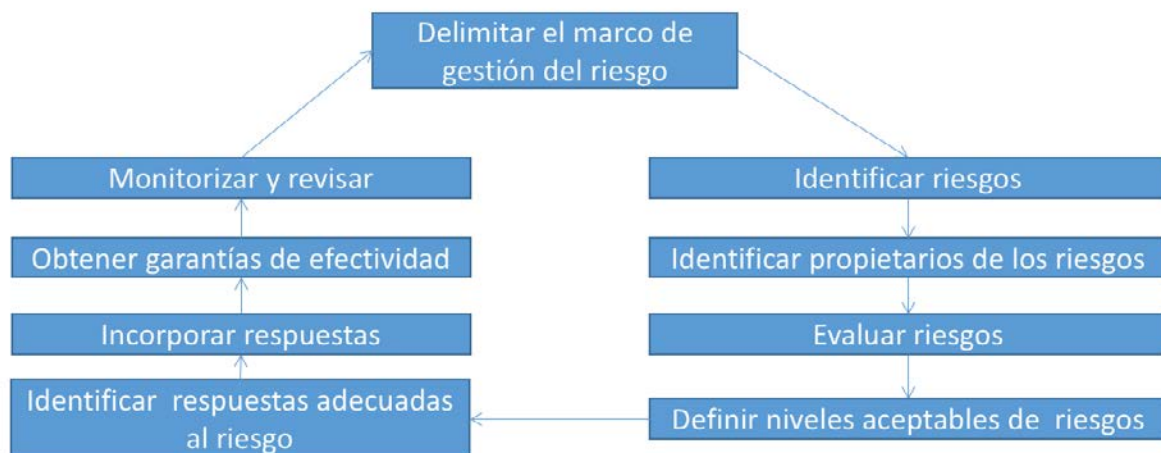 Delimitar el marco de
gestión del riesgo
Monitorizar y revisar
Identificar riesgos
Obtener garantías de efectividad
Identificar propietarios de los riesgos
Incorporar respuestas
Evaluar riesgos
Identificar respuestas adecuadas
al riesgo
Definir niveles aceptables de riesgos